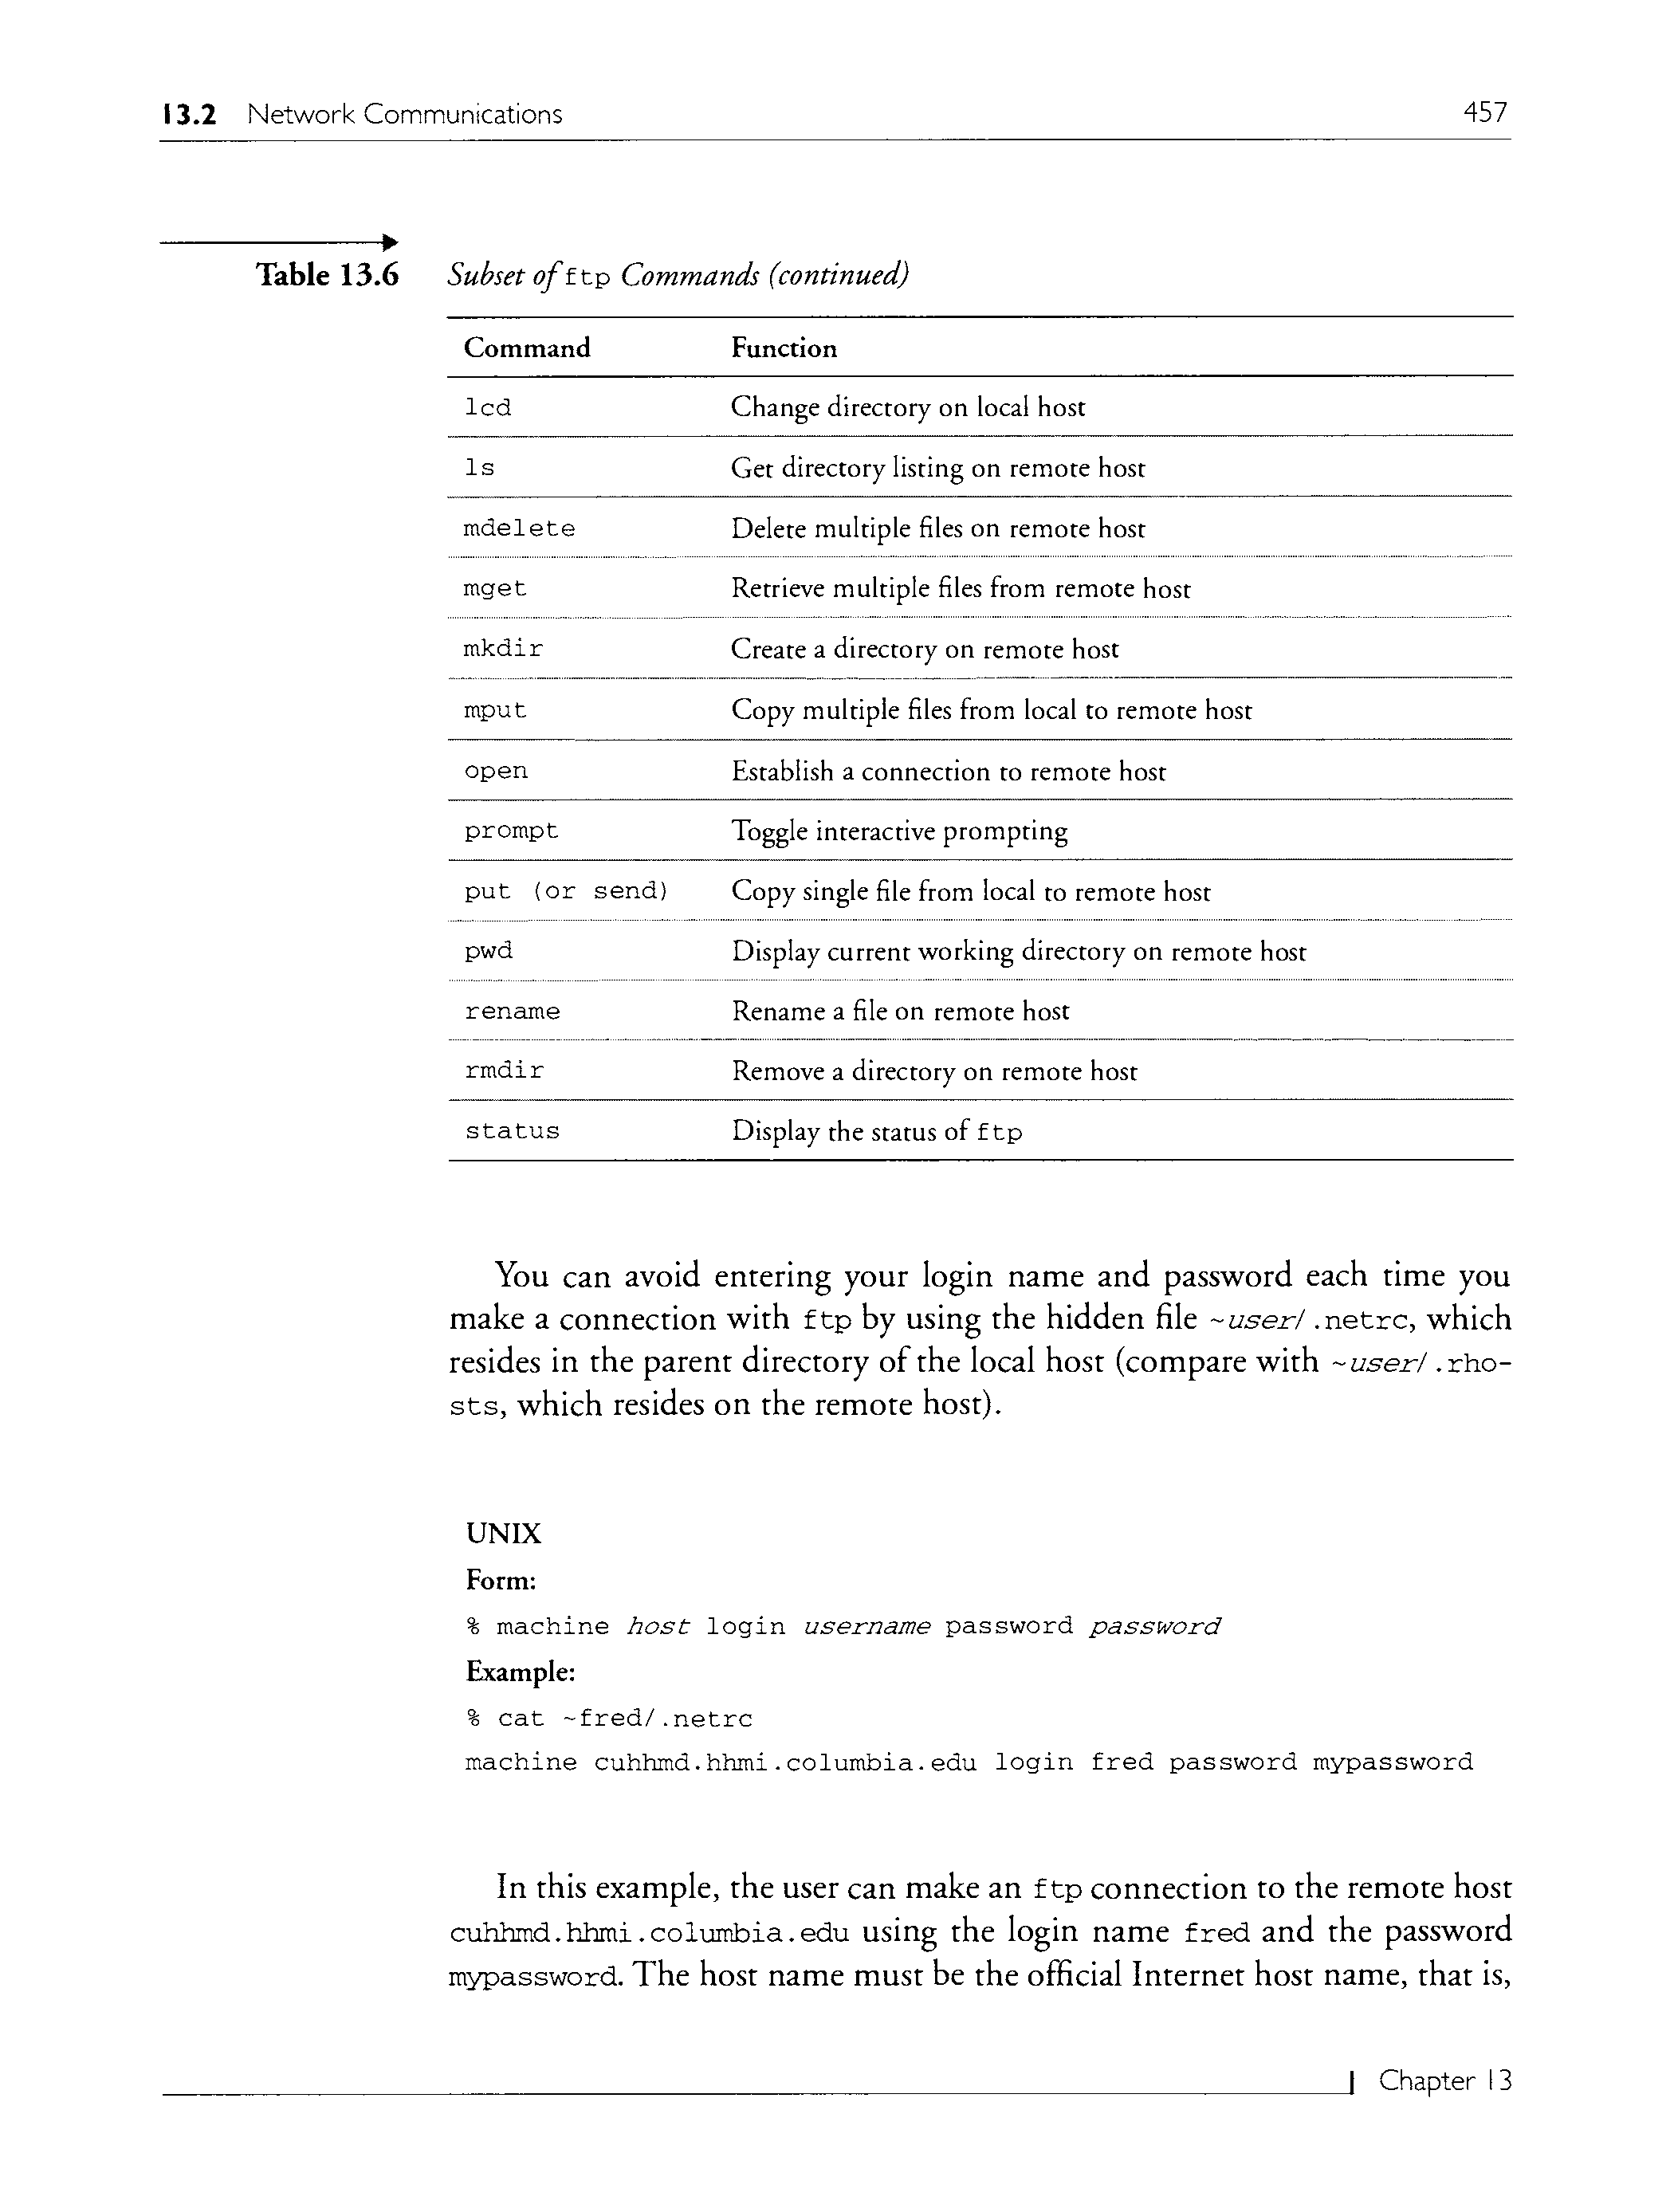 13.2 Network Communications 457
Table 13.6 Subset of ftp Commands (continued)
Command Function
lcd Change directory on local host
ls Get directory listing on remote host
mdelete Delete multiple files on remote host
mget Retrieve multiple files from remote host
mkdir Create a directory on remote host
mput Copy multiple files from local to remote host
open Establish a connection to remote host
prompt Toggle interactive prompting
put (or send) Copy single file from local to remote host
pwd Display current working directory on remote host
rename Rename a file on remote host
rmdir Remove a directory on remote host
status Display the status of ftp
You can avoid entering your login name and password each time you
make a connection with ftp by using the hidden file ~user/.netrc, which
resides in the parent directory of the local host (compare with ~user/.rho-
sts, which resides on the remote host).
UNIX
Form:
% machine host login username password password
Example:
% cat ~fred/.netrc
machine cuhhmd.hhmi.columbia.edu login fred password mypassword
In this example, the user can make an ftp connection to the remote host
cuhhmd.hhmi.columbia.edu using the login name fred and the password
mypassword. The host name must be the official Internet host name, that is,
Chapter 13